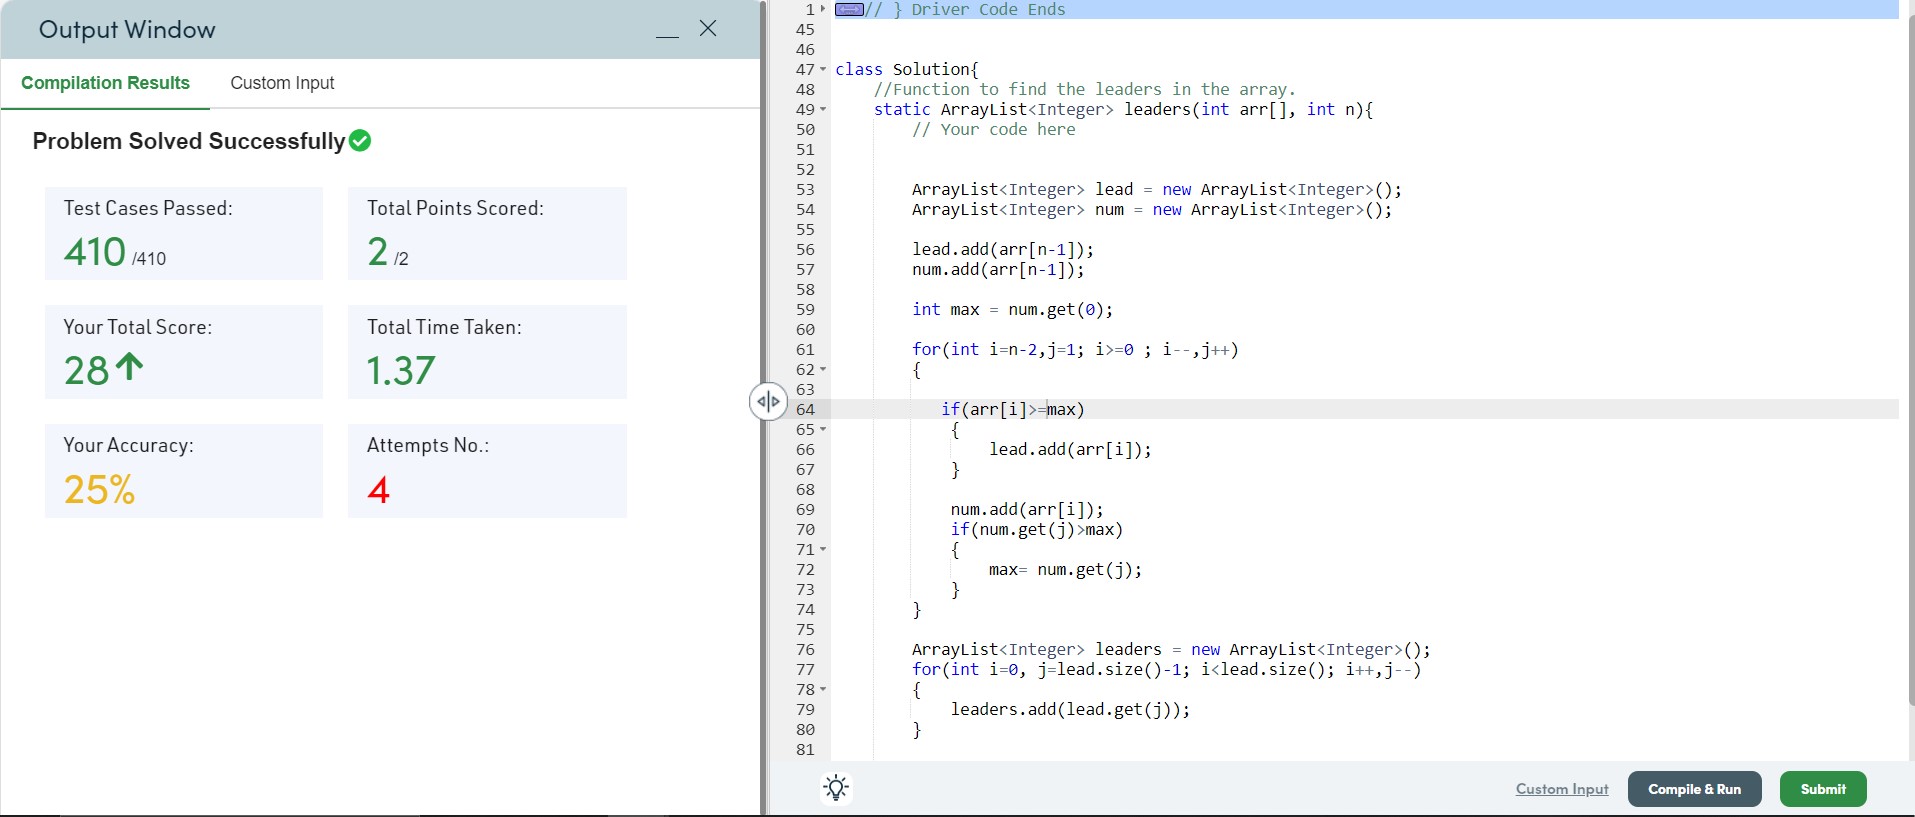 Output Window
Compilation Results
Custom Input
Problem Solved Successfully
Test Cases Passed:
410 /410
Total Points Scored:
2 /2
Your Total Score:
28
Total Time Taken:
1.37
Your Accuracy:
25%
Attempts No.:
4
1 // } Driver Code Ends
45
46
47 class Solution{
48     //Function to find the leaders in the array.
49     static ArrayList<Integer> leaders(int arr[], int n){
50         // Your code here
51
52
53         ArrayList<Integer> lead = new ArrayList<Integer>();
54         ArrayList<Integer> num = new ArrayList<Integer>();
55
56         lead.add(arr[n-1]);
57         num.add(arr[n-1]);
58
59         int max = num.get(0);
60
61         for(int i=n-2,j=1; i>=0 ; i--,j++)
62         {
63
64            if(arr[i]>=max)
65             {
66                 lead.add(arr[i]);
67             }
68
69             num.add(arr[i]);
70             if(num.get(j)>max)
71             {
72                 max= num.get(j);
73             }
74         }
75
76         ArrayList<Integer> leaders = new ArrayList<Integer>();
77         for(int i=0, j=lead.size()-1; i<lead.size(); i++,j--)
78         {
79             leaders.add(lead.get(j));
80         }
81
Custom Input
Compile & Run
Submit